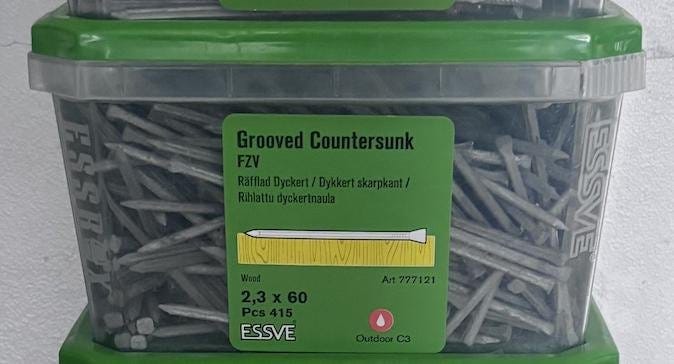 Grooved Countersunk
FZV
Räfflad Dyckert / Dykkert skarpkant /
Rihlattu dyckertnaula
Wood
Art 777121
2,3 x 60
Pcs 415
ESSVE
Outdoor C3
ESSVE
ESSVE